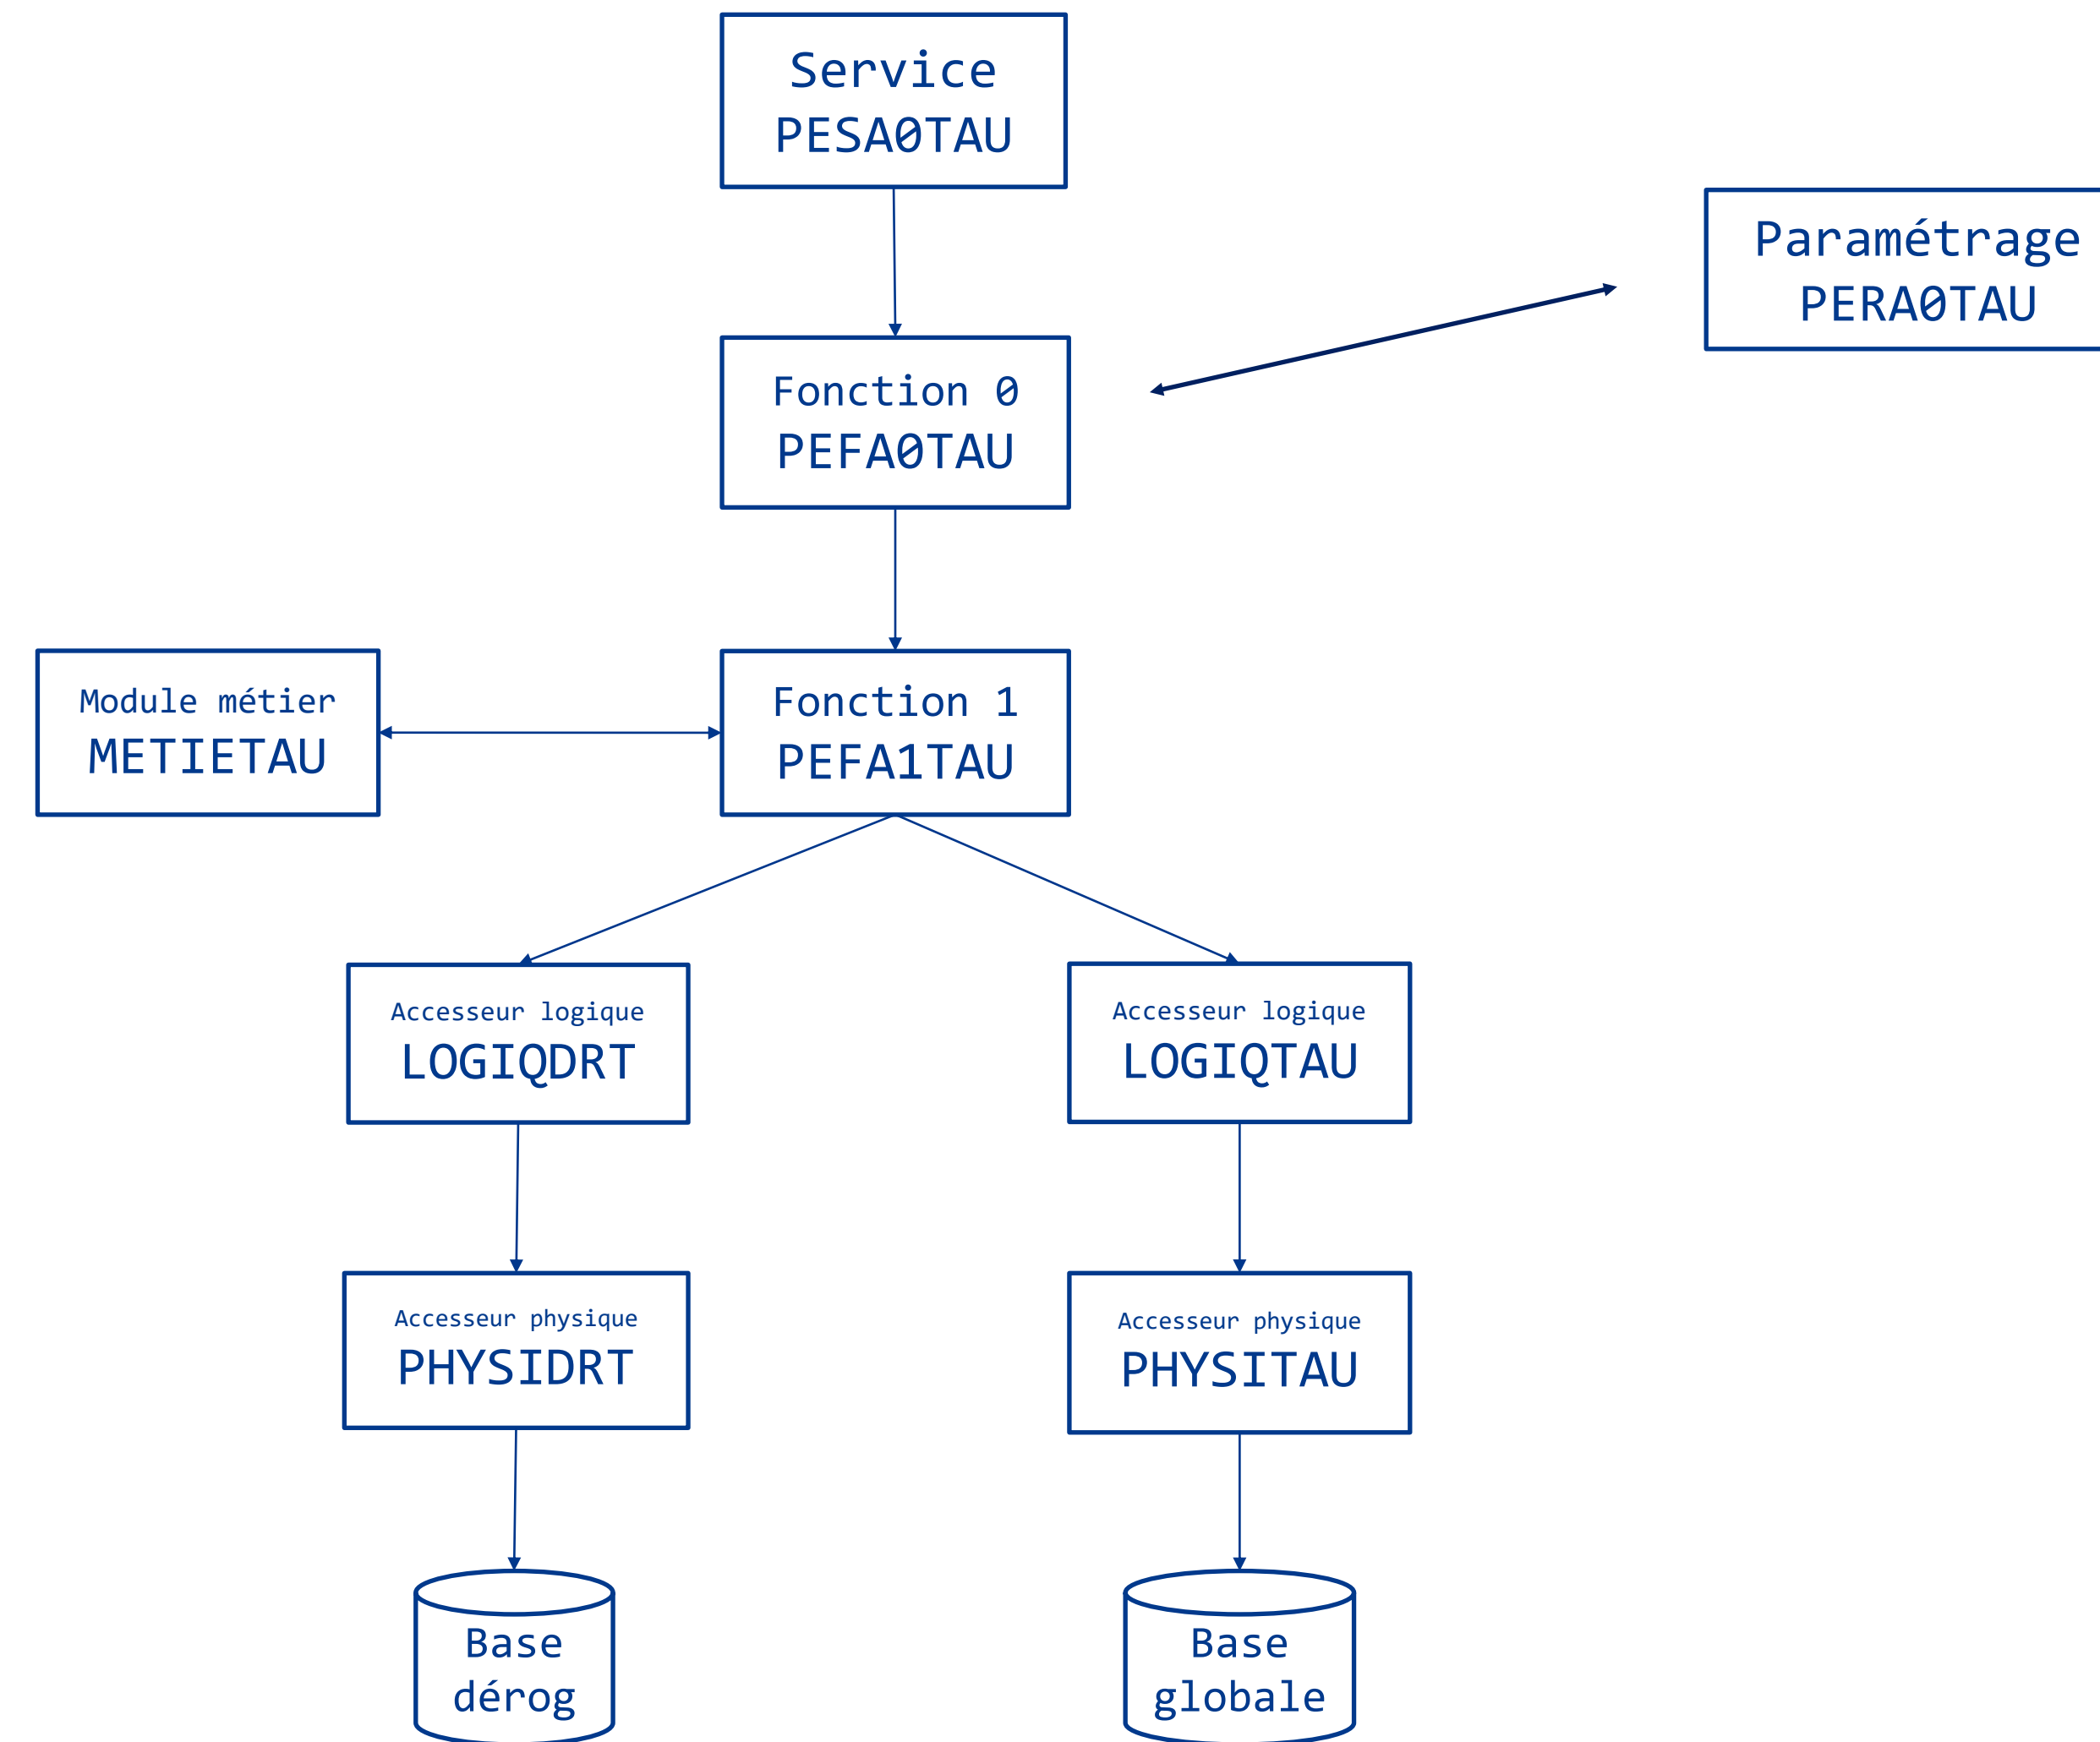 Service
PESA0TAU
Paramétrage
PERA0TAU
Fonction 0
PEFA0TAU
Module métier
METIETAU
Fonction 1
PEFA1TAU
Accesseur logique
LOGIQDRT
Accesseur logique
LOGIQTAU
Accesseur physique
PHYSIDRT
Accesseur physique
PHYSITAU
Base
dérog
Base
globale